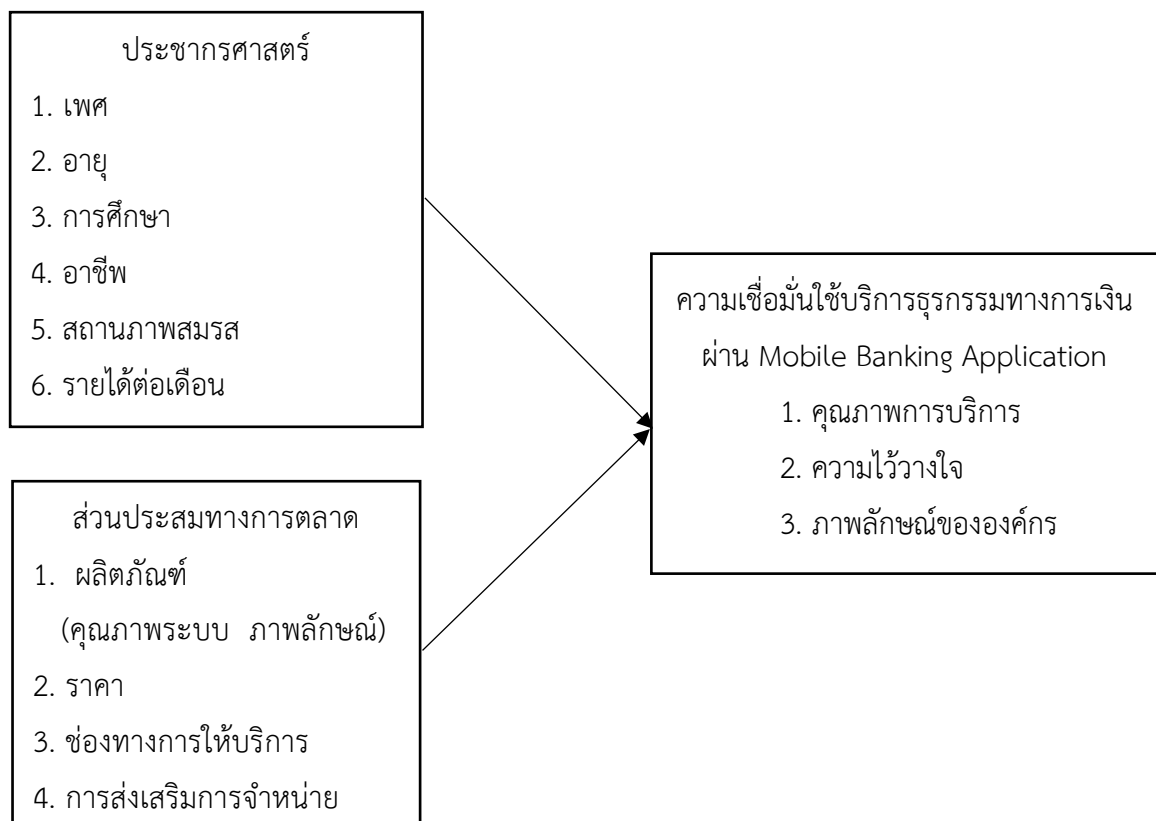 ประชากรศาสตร์
1. เพศ
2. อายุ
3. การศึกษา
4. อาชีพ
5. สถานภาพสมรส
6. รายได้ต่อเดือน
ส่วนประสมทางการตลาด
1. ผลิตภัณฑ์
(คุณภาพระบบ ภาพลักษณ์)
2. ราคา
3. ช่องทางการให้บริการ
4. การส่งเสริมการจำหน่าย
ความเชื่อมั่นใช้บริการธุรกรรมทางการเงิน
ผ่าน Mobile Banking Application
1. คุณภาพการบริการ
2. ความไว้วางใจ
3. ภาพลักษณ์ขององค์กร